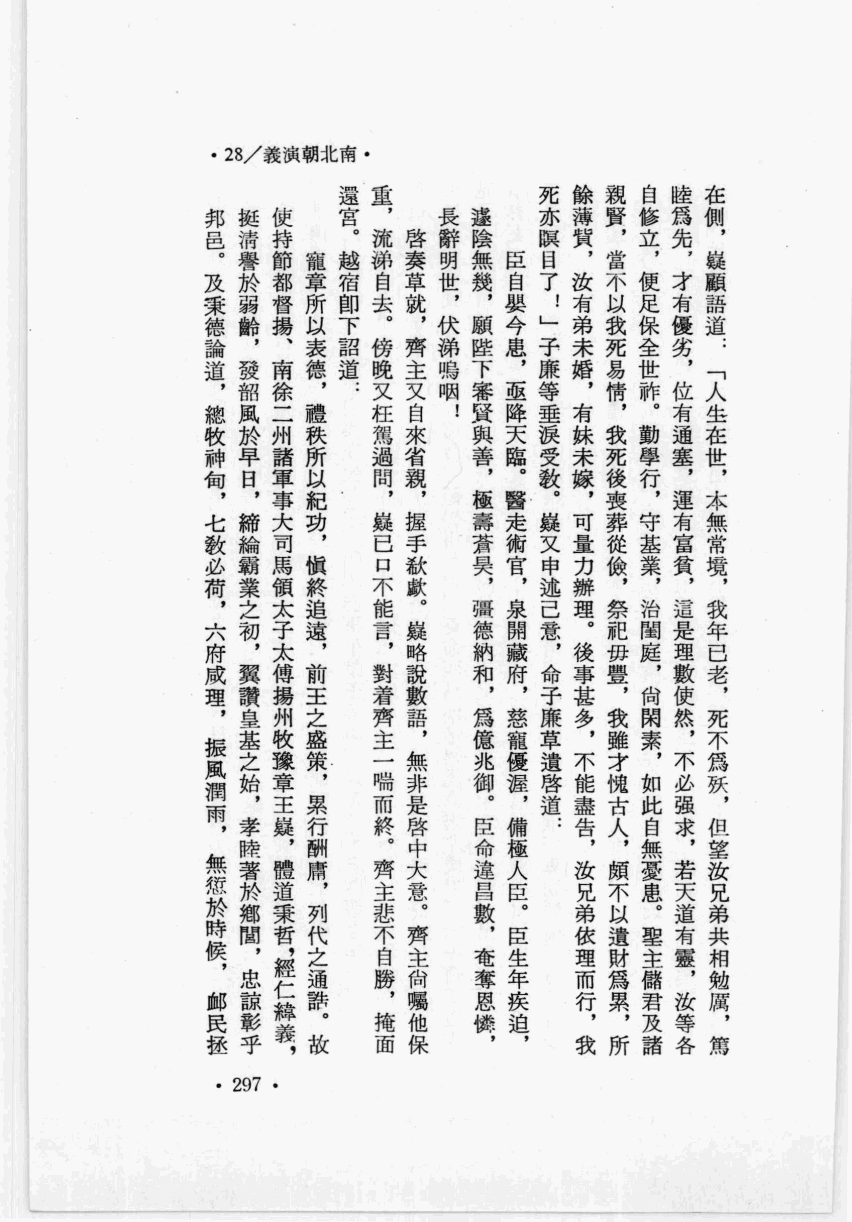 •28／義演朝北南•
在側，嶷顧語道：「人生在世，本無常境，我年已老，死不爲殀，但望汝兄弟共相勉厲，篤
睦爲先，才有優劣，位有通塞，運有富貧，這是理數使然，不必强求，若天道有靈，汝等各
自修立，便足保全世祚。勤學行，守基業，治閨庭，尙閑素，如此自無憂患。聖主儲君及諸
親賢，當不以我死易情，我死後喪葬從儉，祭祀毋豐，我雖才愧古人，頗不以遺財爲累，所
餘薄貲，汝有弟未婚，有妹未嫁，可量力辦理。後事甚多，不能盡告，汝兄弟依理而行，我
死亦瞑目了！」子廉等垂淚受敎。嶷又申述己意，命子廉草遺啓道：
臣自嬰今患，亟降天臨。醫走術官，泉開藏府，慈寵優渥，備極人臣。臣生年疾迫，
遽陰無幾，願陛下審賢與善，極壽蒼昊，彊德納和，爲億兆御。臣命違昌數，奄奪恩憐，
長辭明世，伏涕嗚咽！
啓奏草就，齊主又自來省親，握手欷歔。嶷略說數語，無非是啓中大意。齊主尙囑他保
重，流涕自去。傍晚又枉駕過問，嶷已口不能言，對着齊主一喘而終。齊主悲不自勝，掩面
還宮。越宿卽下詔道：
寵章所以表德，禮秩所以紀功，愼終追遠，前王之盛策，累行酬庸，列代之通誥。故
使持節都督揚、南徐二州諸軍事大司馬領太子太傅揚州牧豫章王嶷，體道秉哲，經仁緯義，
挺淸譽於弱齡，發韶風於早日，締綸霸業之初，翼讚皇基之始，孝睦著於鄉閭，忠諒彰乎
邦邑。及秉德論道，總牧神甸，七敎必荷，六府咸理，振風潤雨，無愆於時候，卹民拯
•297•